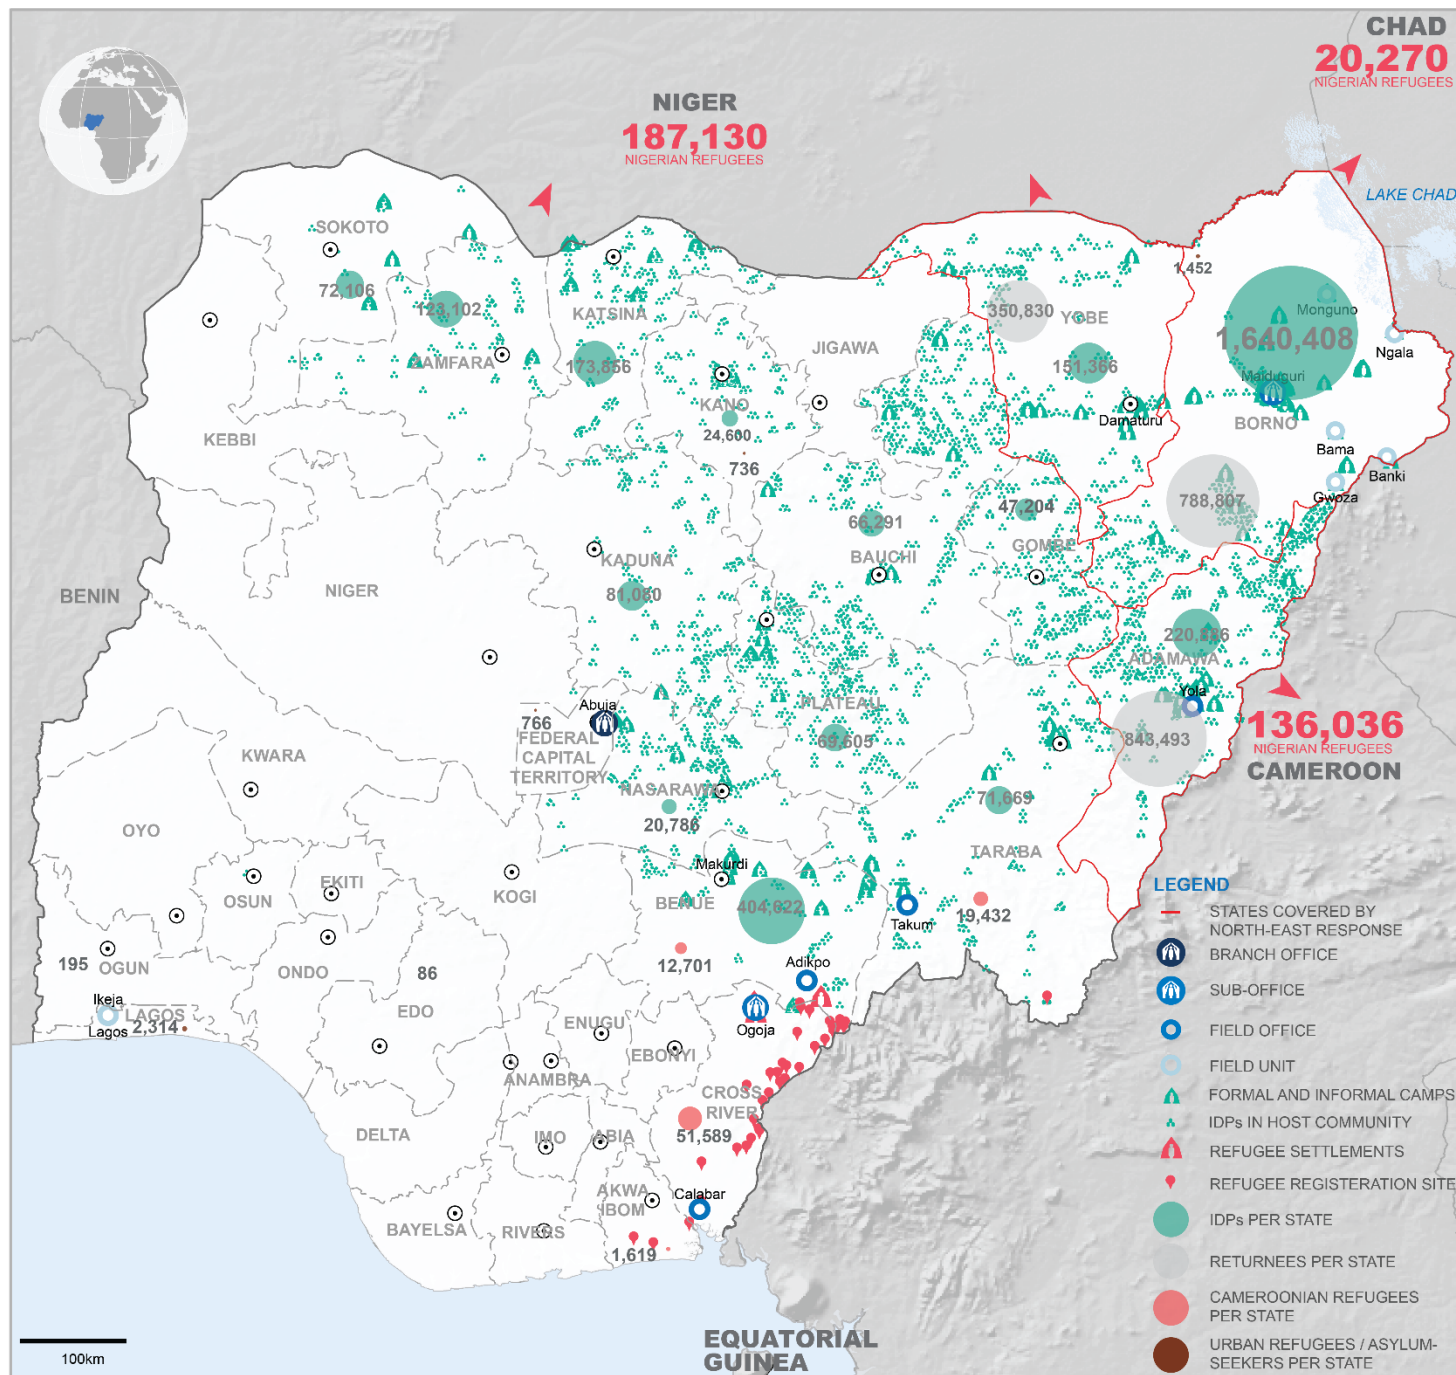 CHAD
20,270
NIGERIAN REFUGEES
NIGER
187,130
NIGERIAN REFUGEES
LAKE CHAD
SOKOTO
72,106
123,102
ZAMFARA
KATSINA
173,856
KANO
24,600
736
JIGAWA
350,830
YOBE
151,366
1,452
Damaturu
Monguno
1,640,408
Maiduguri
Ngala
BORNO
Bama
Banki
Gwoza
788,807
KEBBI
47,204
66,291
GOMBE
BAUCHI
KADUNA
81,080
NIGER
BENIN
ADAMAWA
Yola
843,493
136,036
NIGERIAN REFUGEES
CAMEROON
PLATEAU
69,605
Abuja
766
FEDERAL
CAPITAL
TERRITORY
NASARAWA
20,786
71,669
TARABA
KWARA
OYO
OSUN
EKITI
KOGI
Makurdi
BENUE
404,622
Takum
19,432
12,701
Adikpo
195
OGUN
ONDO
86
EDO
Ikeja
LAGOS
Lagos
2,314
ENUGU
EBONYI
Ogoja
ANAMBRA
CROSS
RIVER
51,589
DELTA
IMO
ABIA
AKWA
IBOM
Calabar
BAYELSA
RIVERS
1,619
EQUATORIAL
GUINEA
100km
LEGEND
STATES COVERED BY
NORTH-EAST RESPONSE
BRANCH OFFICE
SUB-OFFICE
FIELD OFFICE
FIELD UNIT
FORMAL AND INFORMAL CAMPS
IDPs IN HOST COMMUNITY
REFUGEE SETTLEMENTS
REFUGEE REGISTERATION SITE
IDPs PER STATE
RETURNEES PER STATE
CAMEROONIAN REFUGEES
PER STATE
URBAN REFUGEES / ASYLUM-
SEEKERS PER STATE